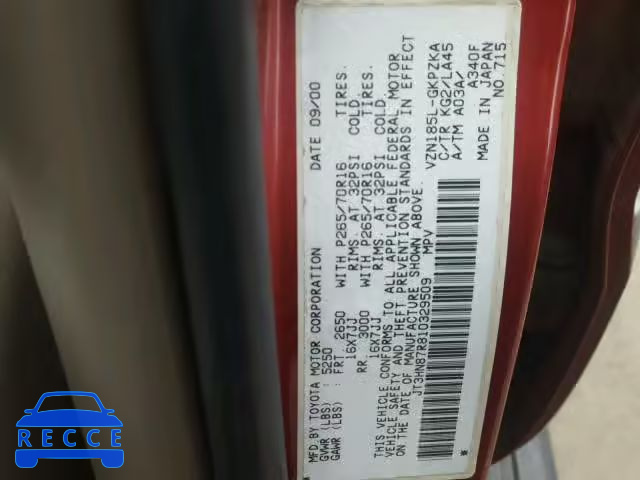 MFD BY TOYOTA MOTOR CORPORATION DATE 09/00
GVWR (LBS) : 5250
GAWR (LBS) : FRT 2650 WITH P265/70R16 TIRES.
16X7JJ RIMS. AT 32PSI COLD.
RR. 3000 WITH P265/70R16 TIRES.
16X7JJ RIMS. AT 32PSI COLD.
THIS VEHICLE CONFORMS TO ALL APPLICABLE FEDERAL MOTOR
VEHICLE SAFETY AND THEFT PREVENTION STANDARDS IN EFFECT
ON THE DATE OF MANUFACTURE SHOWN ABOVE.
JT3HN87R810329509 MPV
VZN185L-GKPZKA
C/TR KG2/LA45
A/TM A03A/ A340F
MADE IN JAPAN
NO.715
RECCE